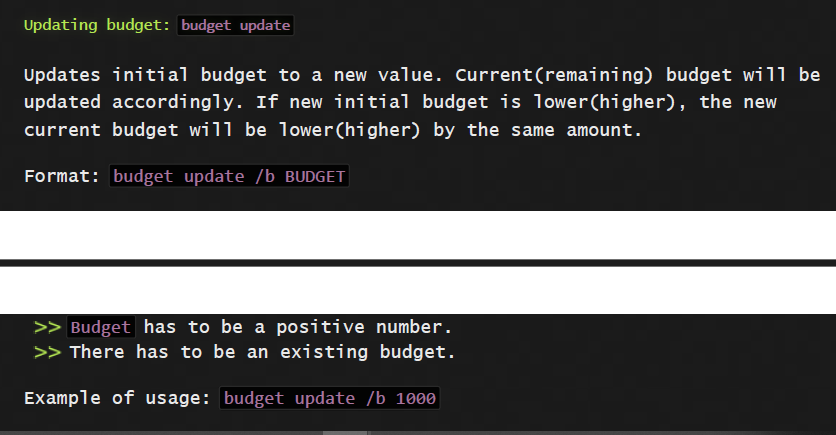 Updating budget: budget update
Updates initial budget to a new value. Current(remaining) budget will be
updated accordingly. If new initial budget is lower(higher), the new
current budget will be lower(higher) by the same amount.
Format: budget update /b BUDGET
>> Budget has to be a positive number.
>> There has to be an existing budget.
Example of usage: budget update /b 1000